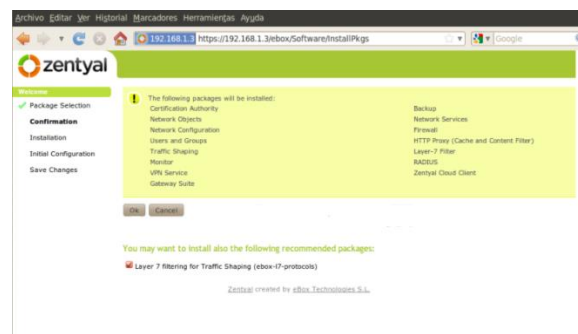 Archivo Editar Ver Historial Marcadores Herramientas Ayuda
192.168.1.3 https://192.168.1.3/ebox/Software/InstallPkgs Google
zentyal
Welcome
Package Selection
Confirmation
Installation
Initial Configuration
Save Changes
The following packages will be installed:
Certification Authority Backup
Network Objects Network Services
Network Configuration Firewall
Users and Groups HTTP Proxy (Cache and Content Filter)
Traffic Shaping Layer-7 Filter
Monitor RADIUS
VPN Service Zentyal Cloud Client
Gateway Suite
Ok Cancel
You may want to install also the following recommended packages:
Layer 7 filtering for Traffic Shaping (ebox-l7-protocols)
Zentyal created by eBox Technologies S.L.